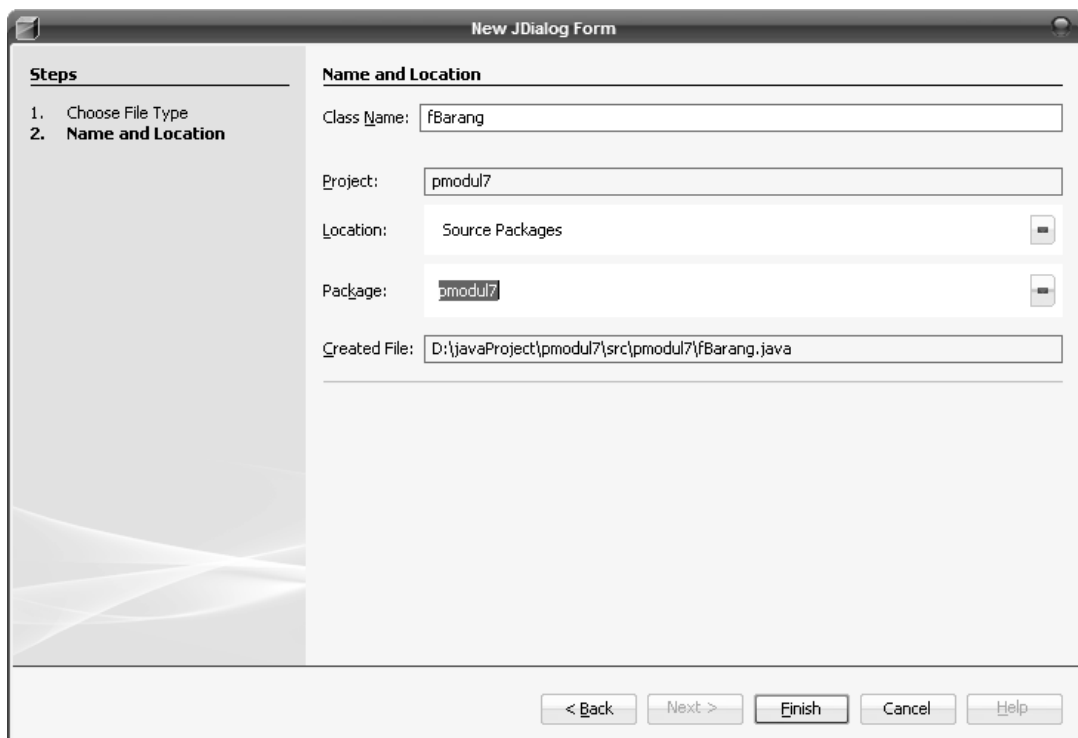 New JDialog Form
Steps
1. Choose File Type
2. Name and Location
Name and Location
Class Name: fBarang
Project: pmodul7
Location: Source Packages
Package: pmodul7
Created File: D:\javaProject\pmodul7\src\pmodul7\fBarang.java
< Back Next > Finish Cancel Help